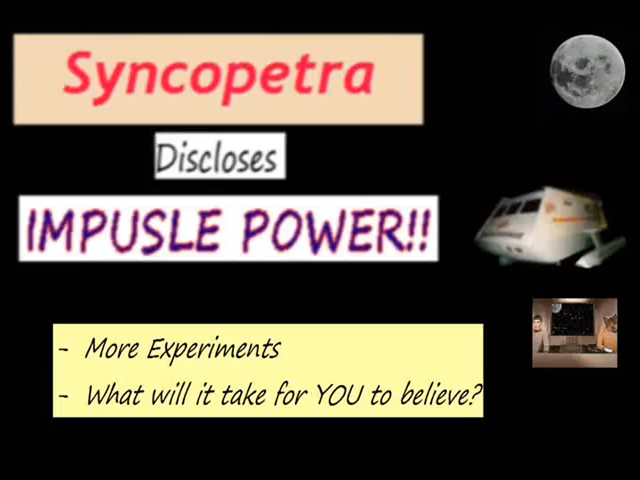 Syncopetra
Discloses
IMPUSLE POWER!!
- More Experiments
- What will it take for YOU to believe?